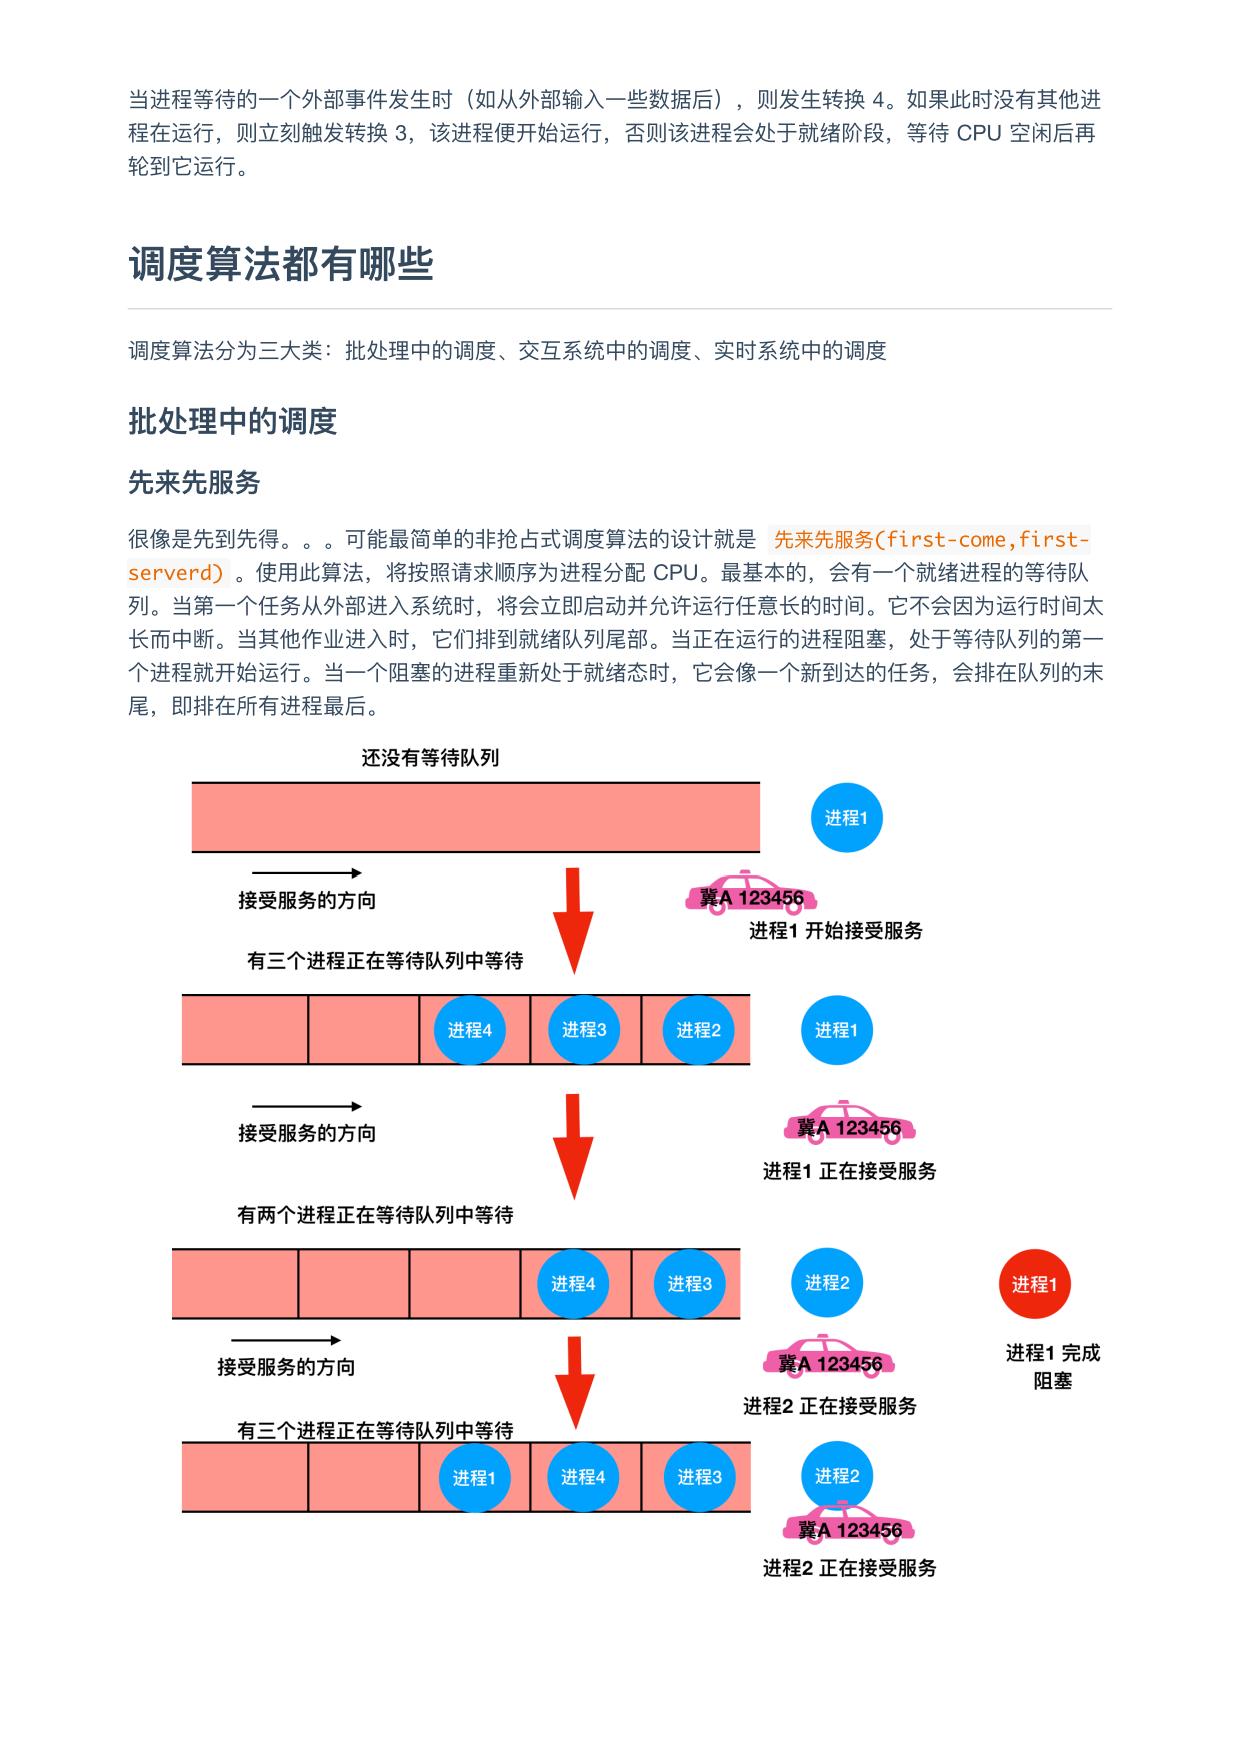 当进程等待的一个外部事件发生时（如从外部输入一些数据后），则发生转换 4。如果此时没有其他进
程在运行，则立刻触发转换 3，该进程便开始运行，否则该进程会处于就绪阶段，等待 CPU 空闲后再
轮到它运行。
调度算法都有哪些
调度算法分为三大类：批处理中的调度、交互系统中的调度、实时系统中的调度
批处理中的调度
先来先服务
很像是先到先得。。。可能最简单的非抢占式调度算法的设计就是 先来先服务(first-come,first-
serverd) 。使用此算法，将按照请求顺序为进程分配 CPU。最基本的，会有一个就绪进程的等待队
列。当第一个任务从外部进入系统时，将会立即启动并允许运行任意长的时间。它不会因为运行时间太
长而中断。当其他作业进入时，它们排到就绪队列尾部。当正在运行的进程阻塞，处于等待队列的第一
个进程就开始运行。当一个阻塞的进程重新处于就绪态时，它会像一个新到达的任务，会排在队列的末
尾，即排在所有进程最后。
还没有等待队列
进程1
接受服务的方向
冀A 123456
进程1 开始接受服务
有三个进程正在等待队列中等待
进程4 进程3 进程2 进程1
接受服务的方向
冀A 123456
进程1 正在接受服务
有两个进程正在等待队列中等待
进程4 进程3 进程2 进程1
接受服务的方向
冀A 123456
进程1 完成
阻塞
进程2 正在接受服务
有三个进程正在等待队列中等待
进程1 进程4 进程3 进程2
冀A 123456
进程2 正在接受服务